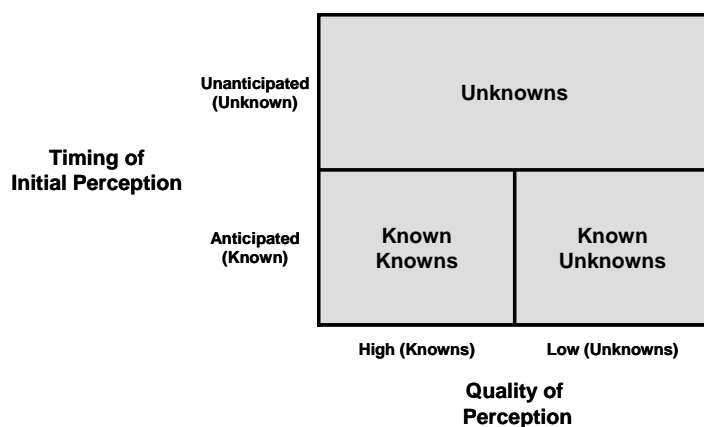 Unanticipated
(Unknown)
Unknowns
Timing of
Initial Perception
Anticipated
(Known)
Known
Knowns
Known
Unknowns
High (Knowns)
Low (Unknowns)
Quality of
Perception